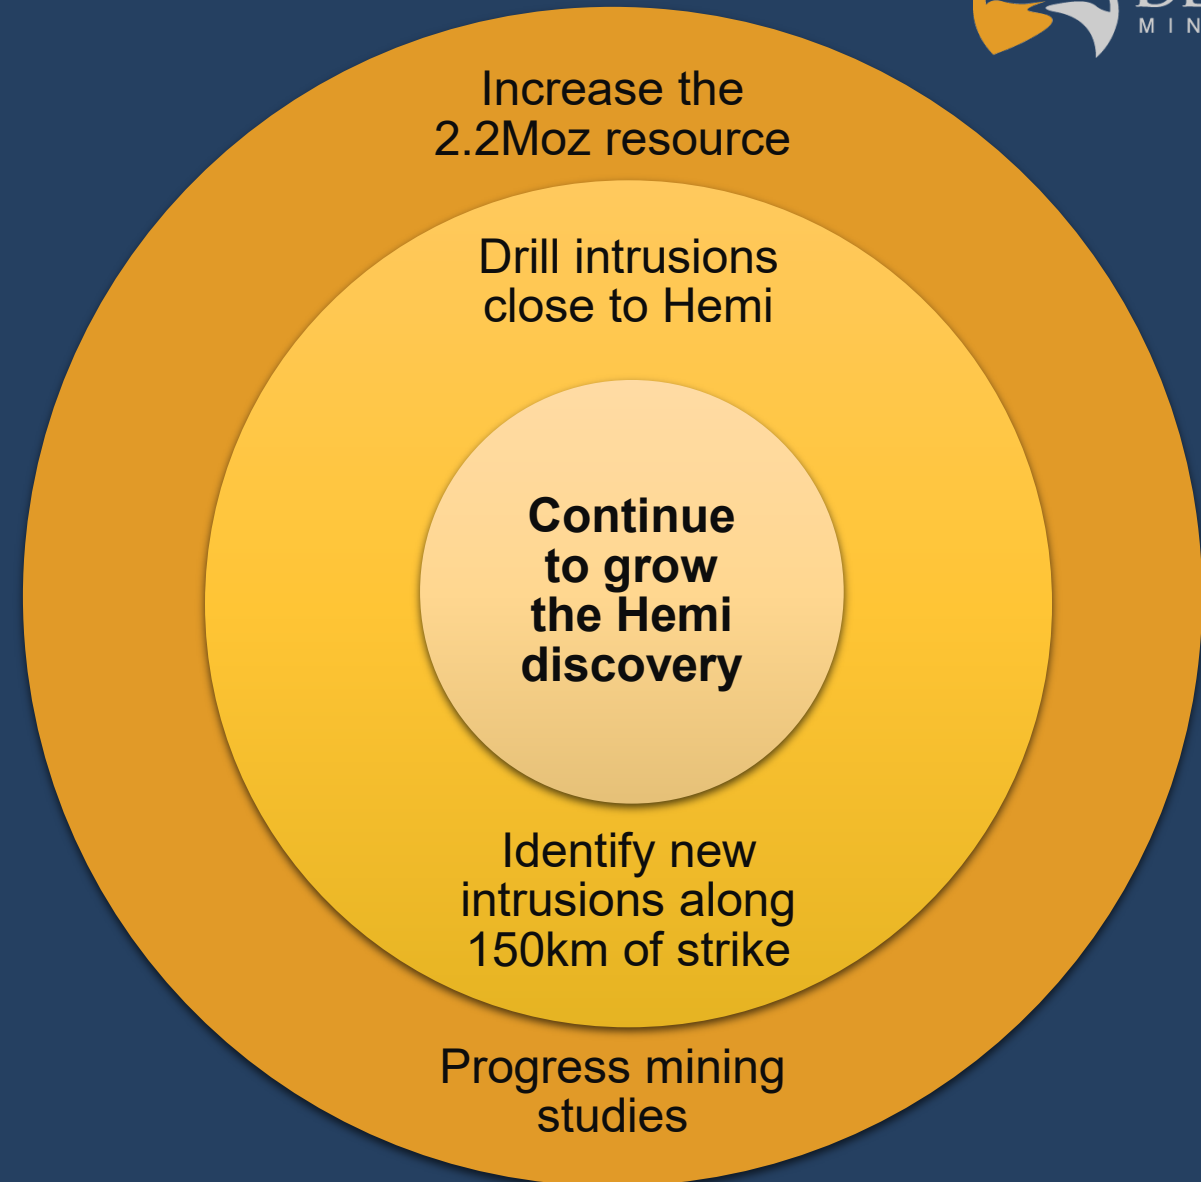 MIN
Increase the
2.2Moz resource
Drill intrusions
close to Hemi
Continue
to grow
the Hemi
discovery
Identify new
intrusions along
150km of strike
Progress mining
studies